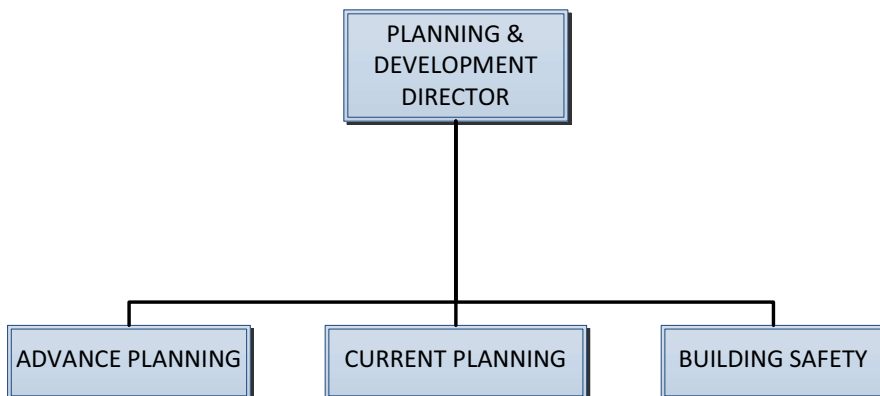 PLANNING &
DEVELOPMENT
DIRECTOR
ADVANCE PLANNING
CURRENT PLANNING
BUILDING SAFETY